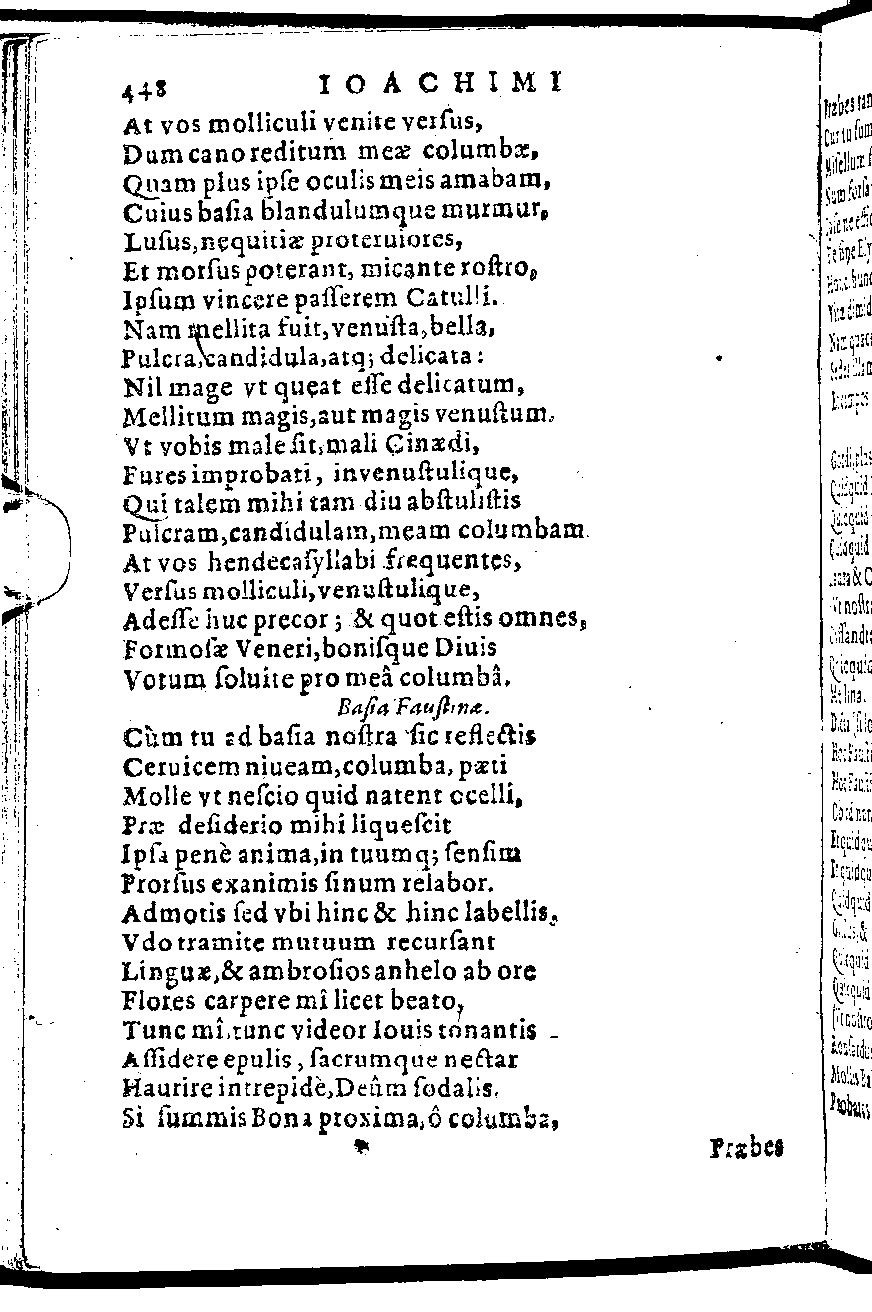 448 IOACHIMI
At vos molliculi venite verſus,
Dum cano reditum meæ columbæ,
Quam plus ipſe oculis meis amabam,
Cuius baſia blandulumque murmur,
Luſus, nequitiæ proteruiores,
Et morſus poterant, micante roſtro,
Ipſum vincere paſſerem Catulli.
Nam mellita fuit, venuſta, bella,
Pulcra, candidula, atq; delicata:
Nil mage vt queat eſſe delicatum,
Mellitum magis, aut magis venuſtum.
Vt vobis male ſit, mali Cinædi,
Fures improbati, invenuſtulique,
Qui talem mihi tam diu abſtuliſtis
Pulcram, candidulam, meam columbam.
At vos hendecaſyllabi frequentes,
Verſus molliculi, venuſtulique,
Adeſſe huc precor; & quot eſtis omnes,
Formoſæ Veneri, boniſque Diuis
Votum ſoluite pro meâ columbâ.
Baſia Fauſtinæ.
Cùm tu ad baſia noſtra ſic reflectis
Ceruicem niueam, columba, pæti
Molle vt neſcio quid natent ocelli,
Præ deſiderio mihi liqueſcit
Ipſa penè anima, in tuumq; ſenſim
Prorſus exanimis ſinum relabor.
Admotis ſed vbi hinc & hinc labellis,
Vdo tramite mutuum recurſant
Linguæ, & ambroſios anhelo ab ore
Flores carpere mî licet beato,
Tunc mî, tunc videor Iouis tonantis
Aſſidere epulis, ſacrumque nectar
Haurire intrepidè, Deûm ſodalis.
Si ſummis Bona proxima, ô columba,
Præbes